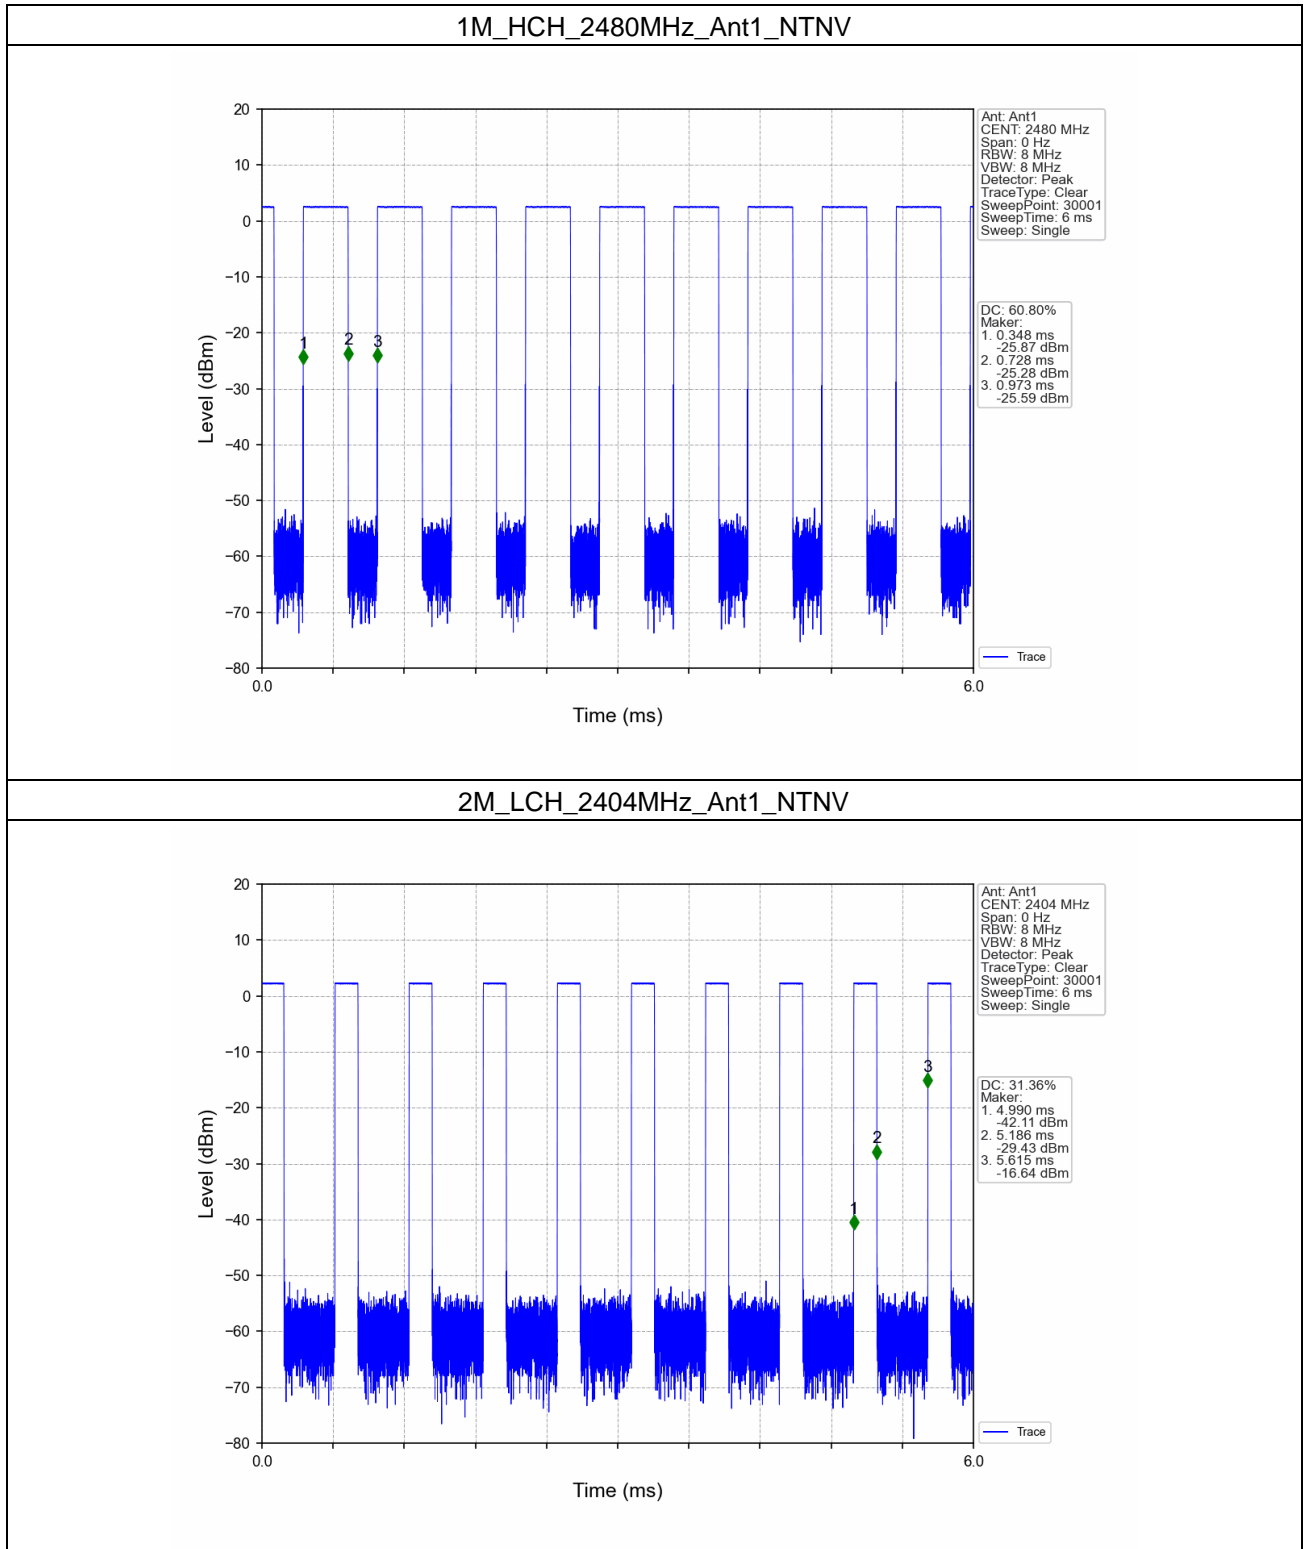 1M_HCH_2480MHz_Ant1_NTNV
20
10
0
−10
−20
−30
−40
−50
−60
−70
−80
Level (dBm)
0.0
6.0
Time (ms)
1
2
3
Ant: Ant1
CENT: 2480 MHz
Span: 0 Hz
RBW: 8 MHz
VBW: 8 MHz
Detector: Peak
TraceType: Clear
SweepPoint: 30001
SweepTime: 6 ms
Sweep: Single
DC: 60.80%
Maker:
1. 0.348 ms
-25.87 dBm
2. 0.728 ms
-25.28 dBm
3. 0.973 ms
-25.59 dBm
Trace
2M_LCH_2404MHz_Ant1_NTNV
20
10
0
−10
−20
−30
−40
−50
−60
−70
−80
Level (dBm)
0.0
6.0
Time (ms)
1
2
3
Ant: Ant1
CENT: 2404 MHz
Span: 0 Hz
RBW: 8 MHz
VBW: 8 MHz
Detector: Peak
TraceType: Clear
SweepPoint: 30001
SweepTime: 6 ms
Sweep: Single
DC: 31.36%
Maker:
1. 4.990 ms
-42.11 dBm
2. 5.186 ms
-29.43 dBm
3. 5.615 ms
-16.64 dBm
Trace